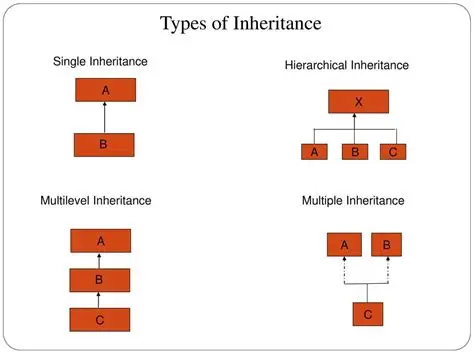 Types of Inheritance
Single Inheritance
A
B
Hierarchical Inheritance
X
A B C
Multilevel Inheritance
A
B
C
Multiple Inheritance
A B
C